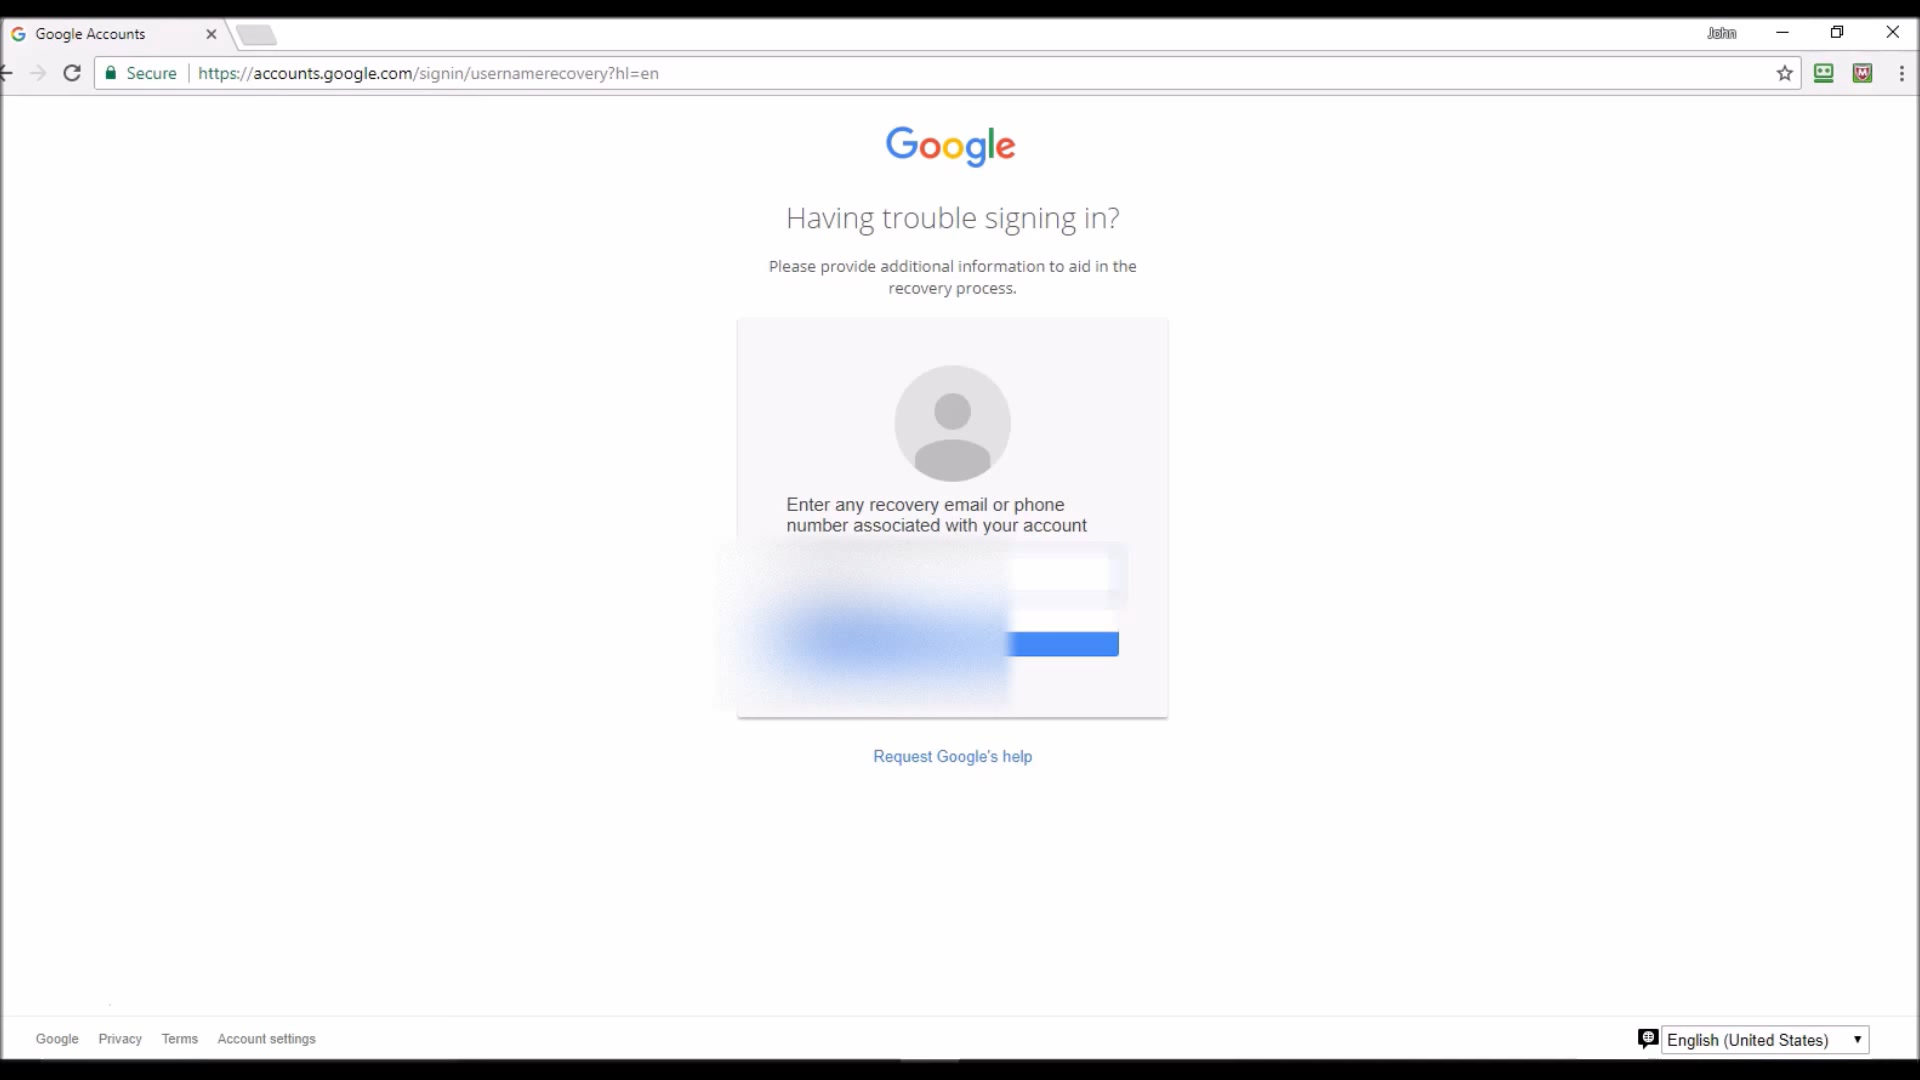 Google Accounts
John
Secure
https://accounts.google.com/signin/usernamerecovery?hl=en
Google
Having trouble signing in?
Please provide additional information to aid in the
recovery process.
Enter any recovery email or phone
number associated with your account
Request Google's help
Google Privacy Terms Account settings
English (United States)